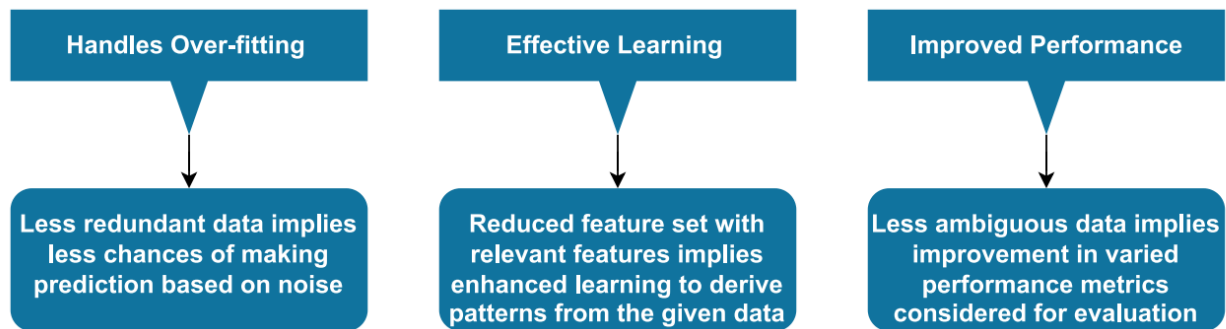 Handles Over-fitting
Effective Learning
Improved Performance
Less redundant data implies
less chances of making
prediction based on noise
Reduced feature set with
relevant features implies
enhanced learning to derive
patterns from the given data
Less ambiguous data implies
improvement in varied
performance metrics
considered for evaluation